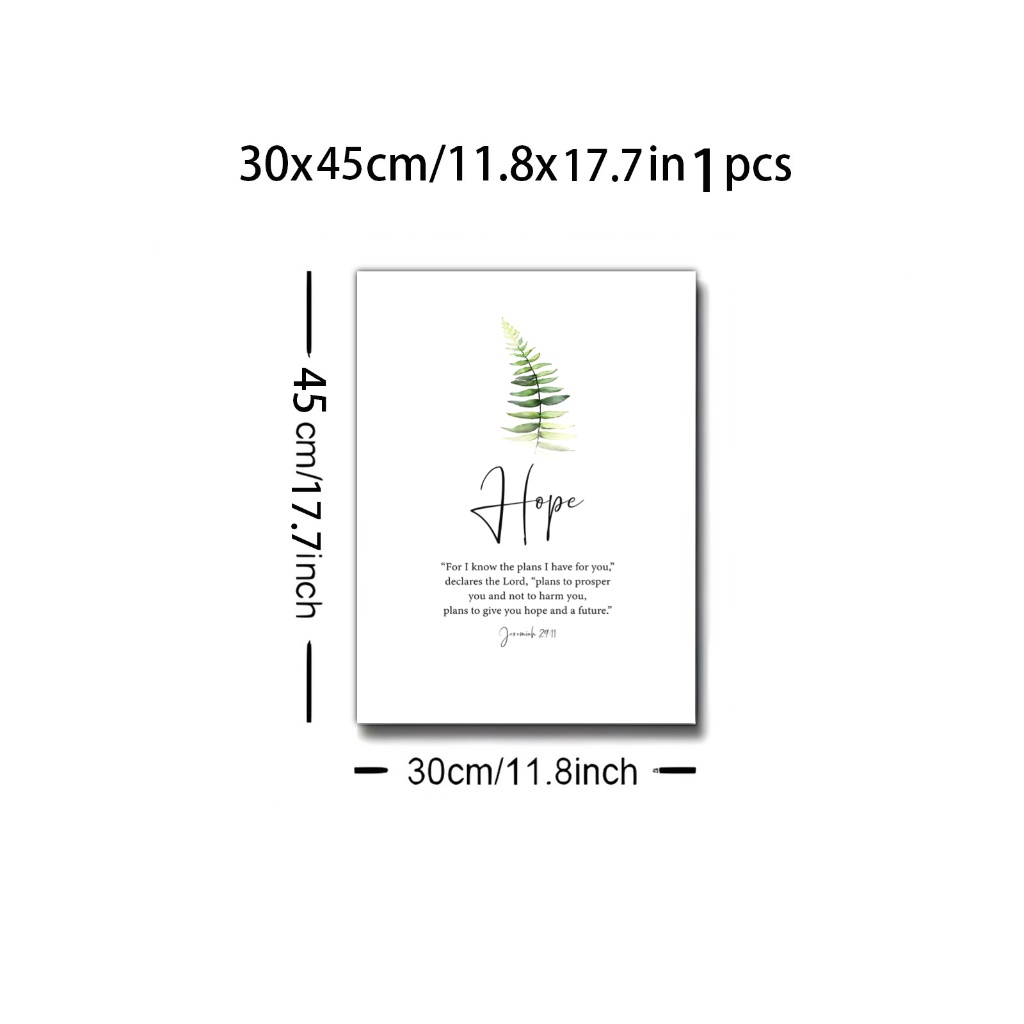 30x45cm/11.8x17.7in 1 pcs
45 cm/17.7inch
Hope
“For I know the plans I have for you,”
declares the Lord, “plans to prosper
you and not to harm you,
plans to give you hope and a future.”
Jeremiah 29:11
30cm/11.8inch